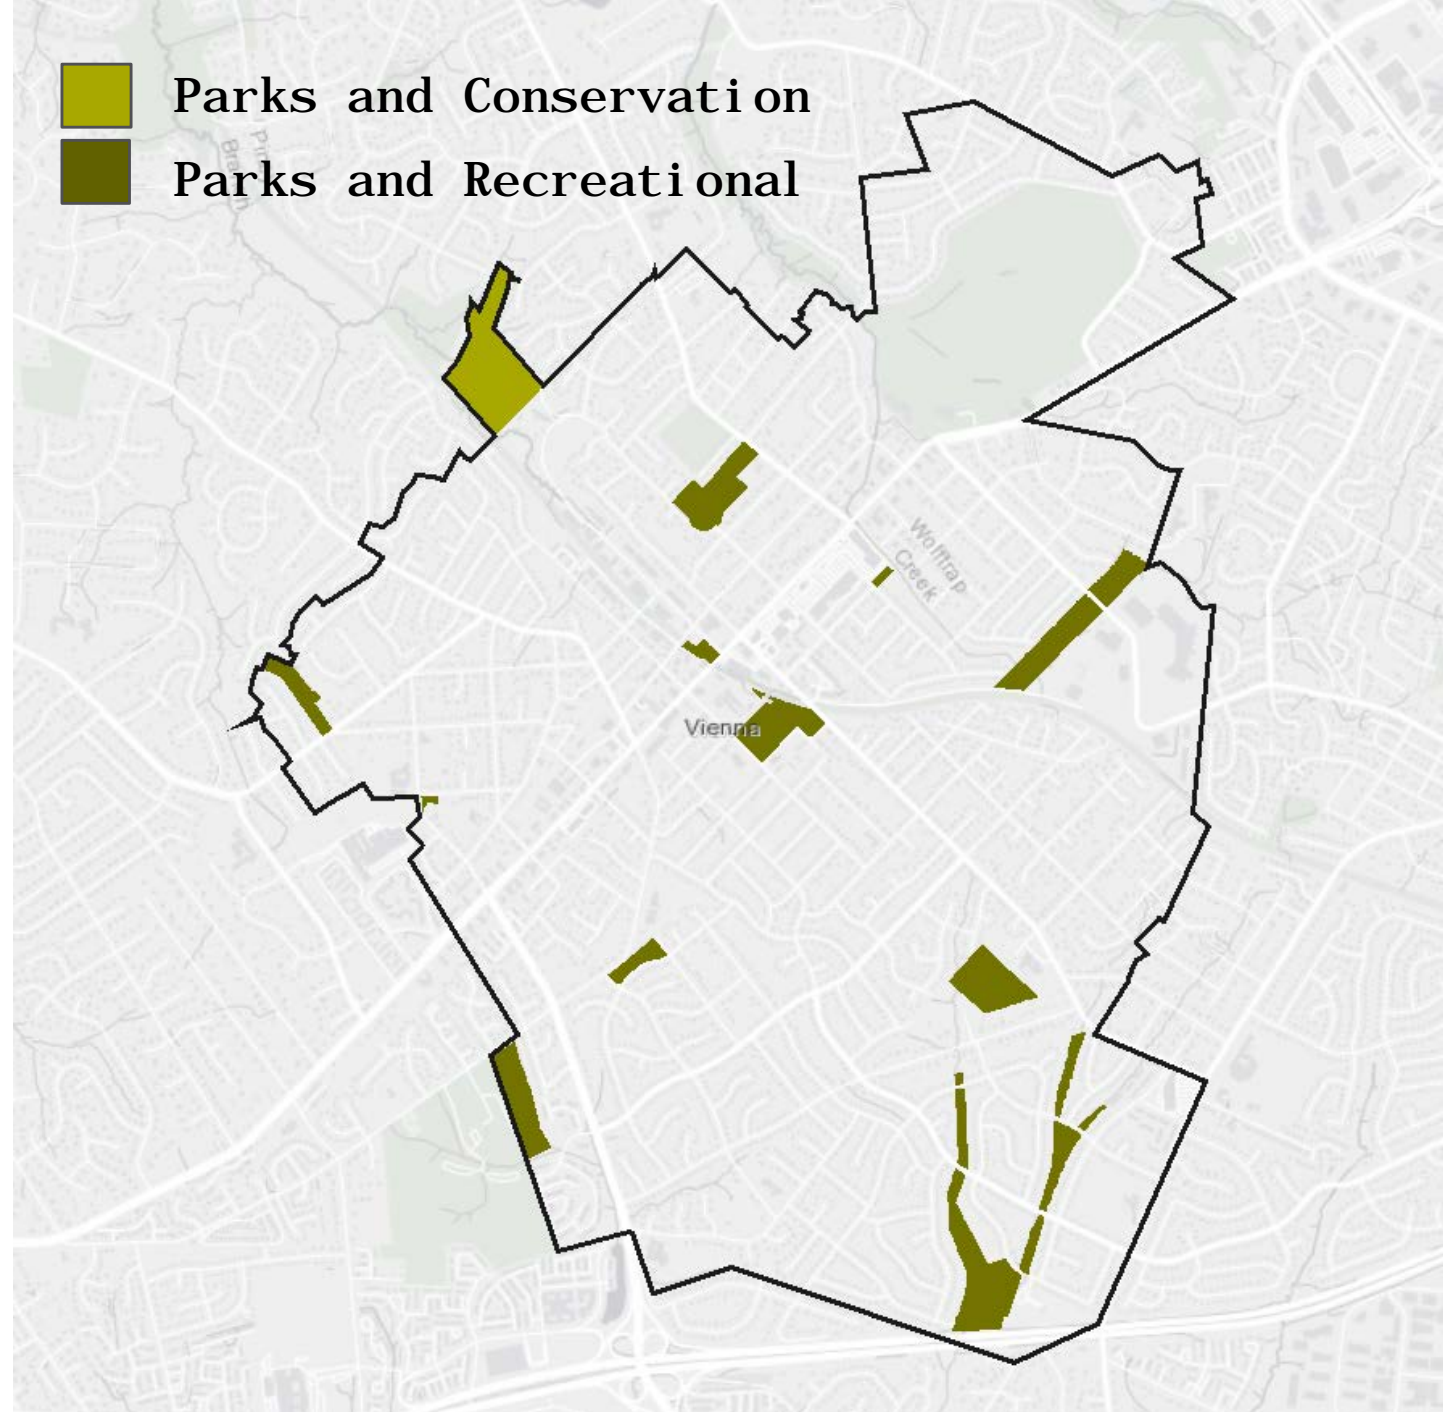 Parks and Conservation
Parks and Recreational
Wolftrap
Creek
Vienna